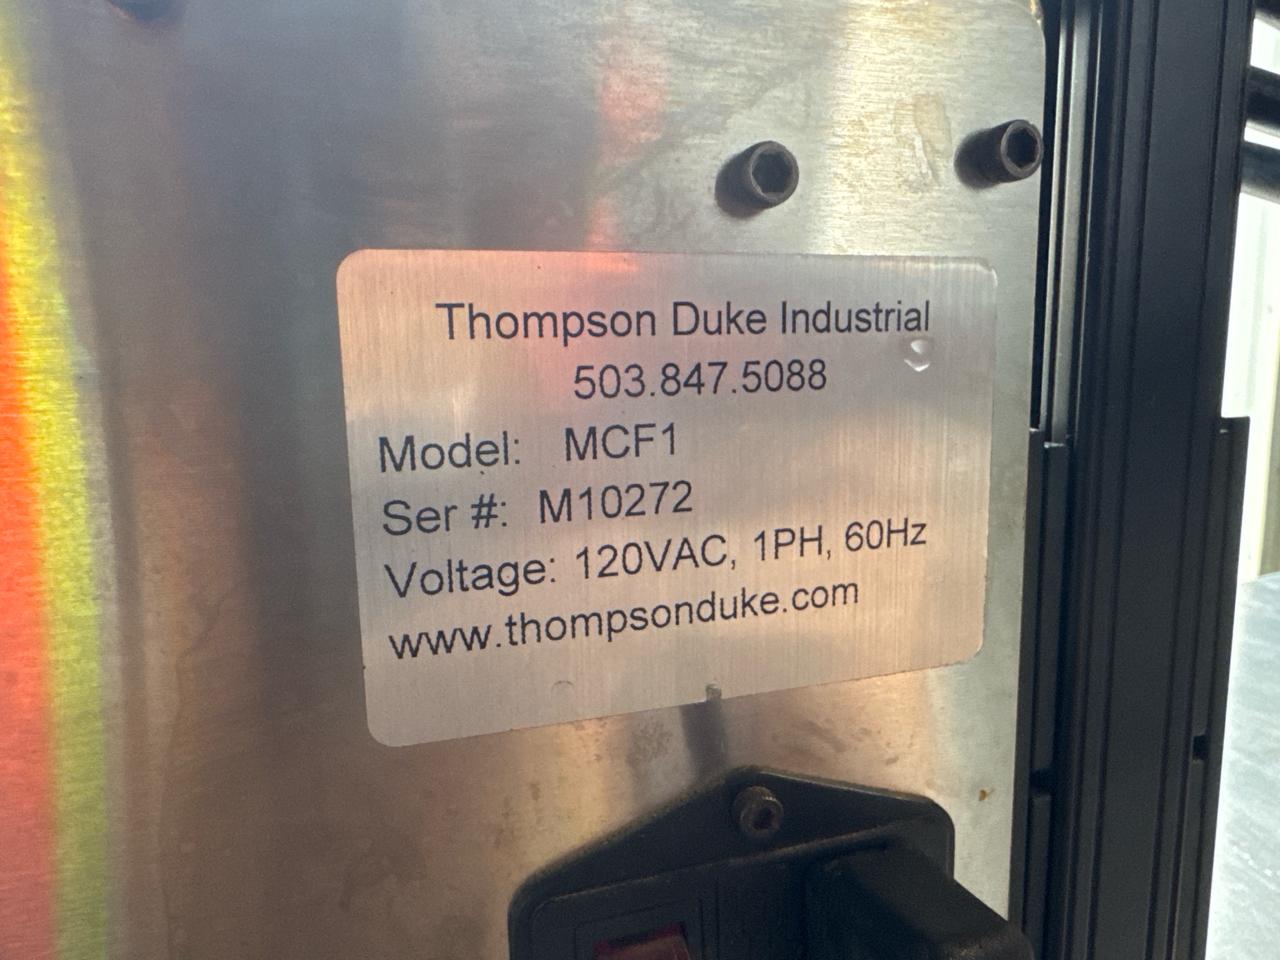 Thompson Duke Industrial
503.847.5088
Model: MCF1
Ser #: M10272
Voltage: 120VAC, 1PH, 60Hz
www.thompsonduke.com